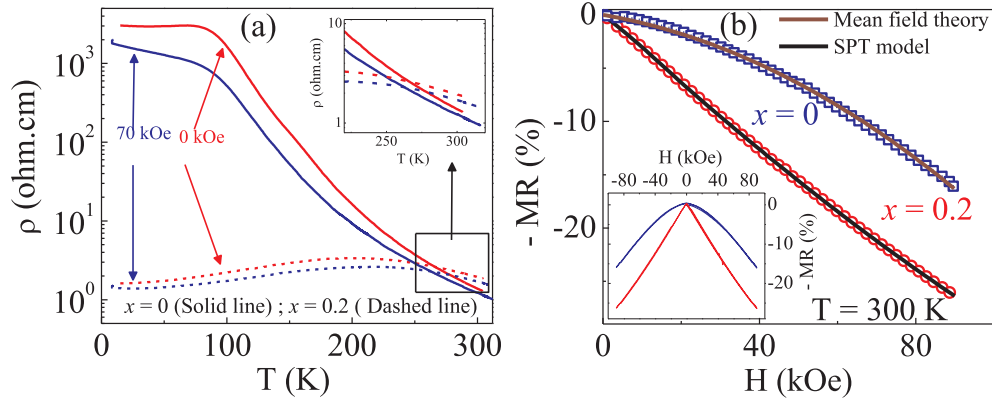 (a)
ρ (ohm.cm)
10³
10²
10¹
10⁰
0
100
200
300
T (K)
70 kOe
0 kOe
x = 0 (Solid line) ; x = 0.2 ( Dashed line)
10
1
ρ (ohm.cm)
250
300
T (K)
(b)
Mean field theory
SPT model
- MR (%)
0
-10
-20
0
40
80
H (kOe)
x = 0
x = 0.2
T = 300 K
H (kOe)
-80
-40
0
40
80
0
-10
-20
- MR (%)